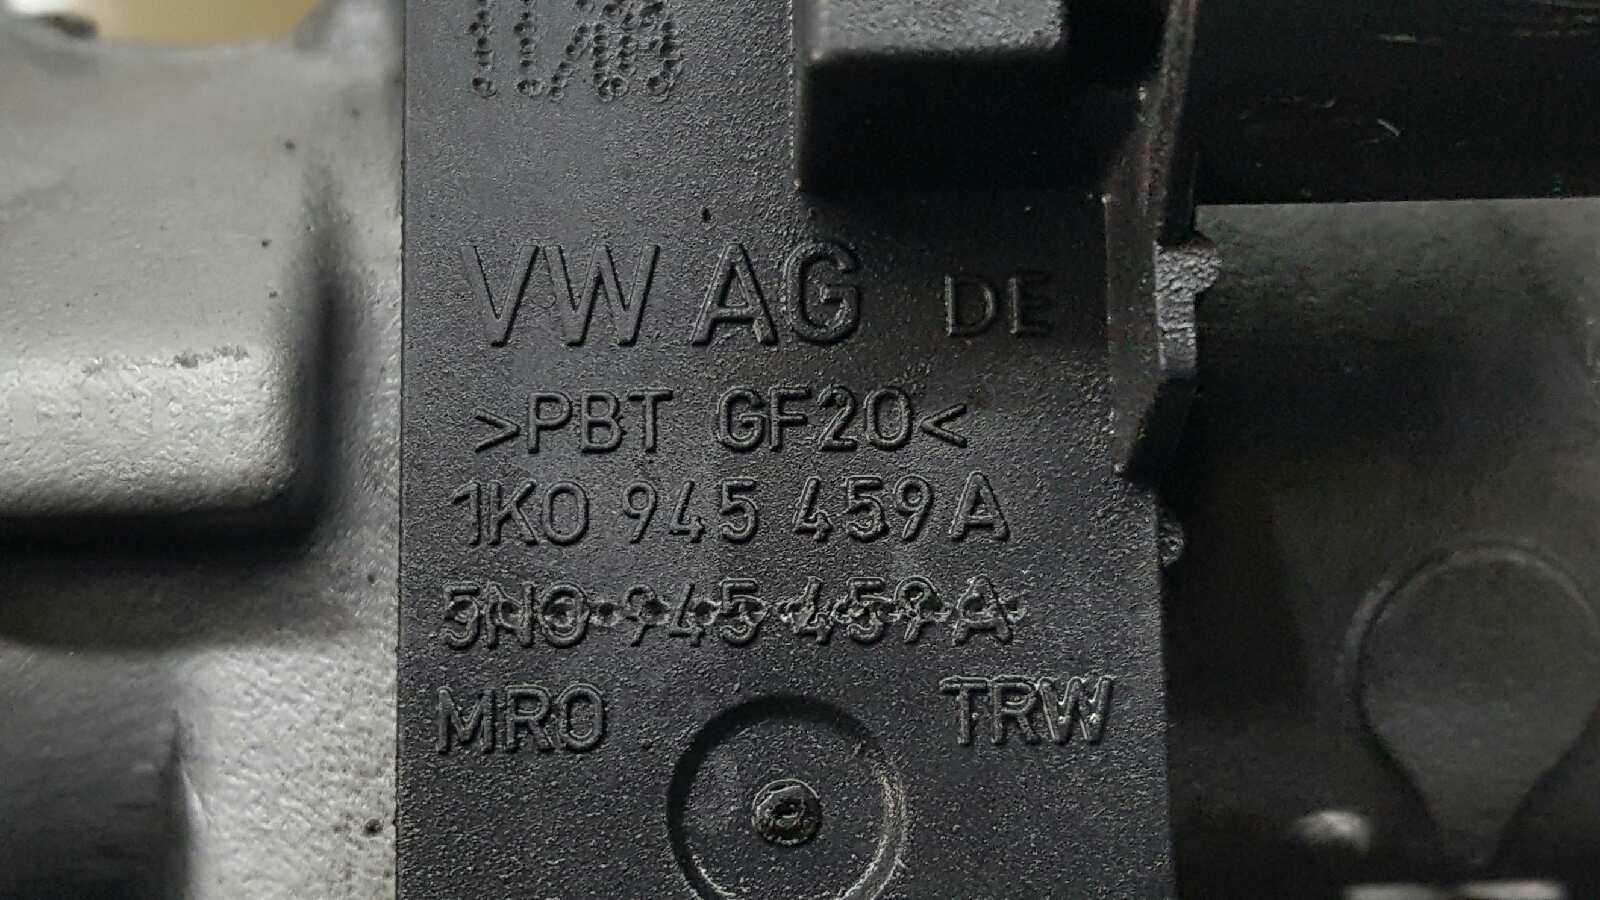 VW AG DE
>PBT GF20<
1K0 945 459 A
5N0 945 459 A
MRO TRW